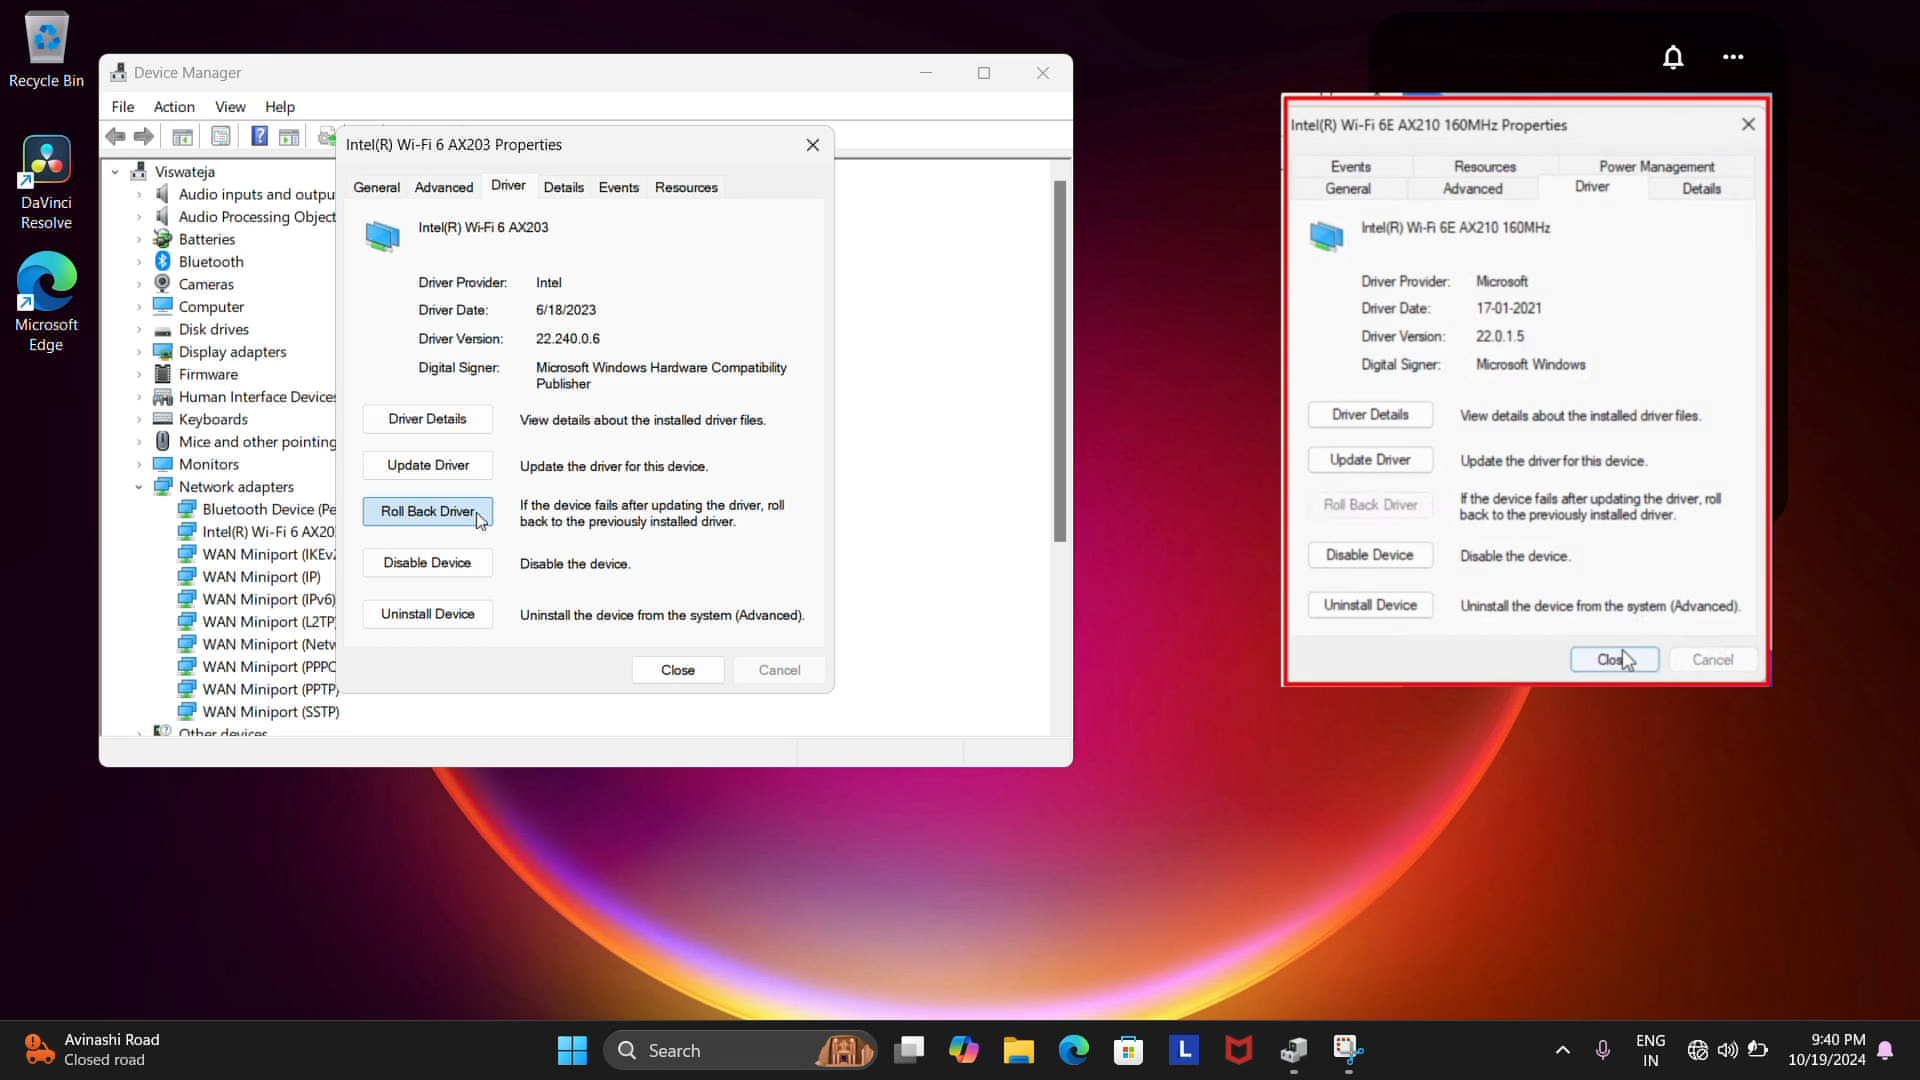 Recycle Bin
DaVinci
Resolve
Microsoft
Edge
Device Manager
File Action View Help
Viswateja
Audio inputs and outpu
Audio Processing Object
Batteries
Bluetooth
Cameras
Computer
Disk drives
Display adapters
Firmware
Human Interface Devices
Keyboards
Mice and other pointing
Monitors
Network adapters
Bluetooth Device (Pe
Intel(R) Wi-Fi 6 AX20
WAN Miniport (IKEv
WAN Miniport (IP)
WAN Miniport (IPv6)
WAN Miniport (L2TP
WAN Miniport (Netw
WAN Miniport (PPPO
WAN Miniport (PPTP)
WAN Miniport (SSTP)
Other devices
Intel(R) Wi-Fi 6 AX203 Properties
General Advanced Driver Details Events Resources
Intel(R) Wi-Fi 6 AX203
Driver Provider: Intel
Driver Date: 6/18/2023
Driver Version: 22.240.0.6
Digital Signer: Microsoft Windows Hardware Compatibility
Publisher
Driver Details View details about the installed driver files.
Update Driver Update the driver for this device.
Roll Back Driver If the device fails after updating the driver, roll
back to the previously installed driver.
Disable Device Disable the device.
Uninstall Device Uninstall the device from the system (Advanced).
Close Cancel
Intel(R) Wi-Fi 6E AX210 160MHz Properties
Events Resources Power Management
General Advanced Driver Details
Intel(R) Wi-Fi 6E AX210 160MHz
Driver Provider: Microsoft
Driver Date: 17-01-2021
Driver Version: 22.0.1.5
Digital Signer: Microsoft Windows
Driver Details View details about the installed driver files.
Update Driver Update the driver for this device.
Roll Back Driver If the device fails after updating the driver, roll
back to the previously installed driver.
Disable Device Disable the device.
Uninstall Device Uninstall the device from the system (Advanced).
Clos Cancel
Avinashi Road
Closed road
Search
L
ENG
IN
9:40 PM
10/19/2024